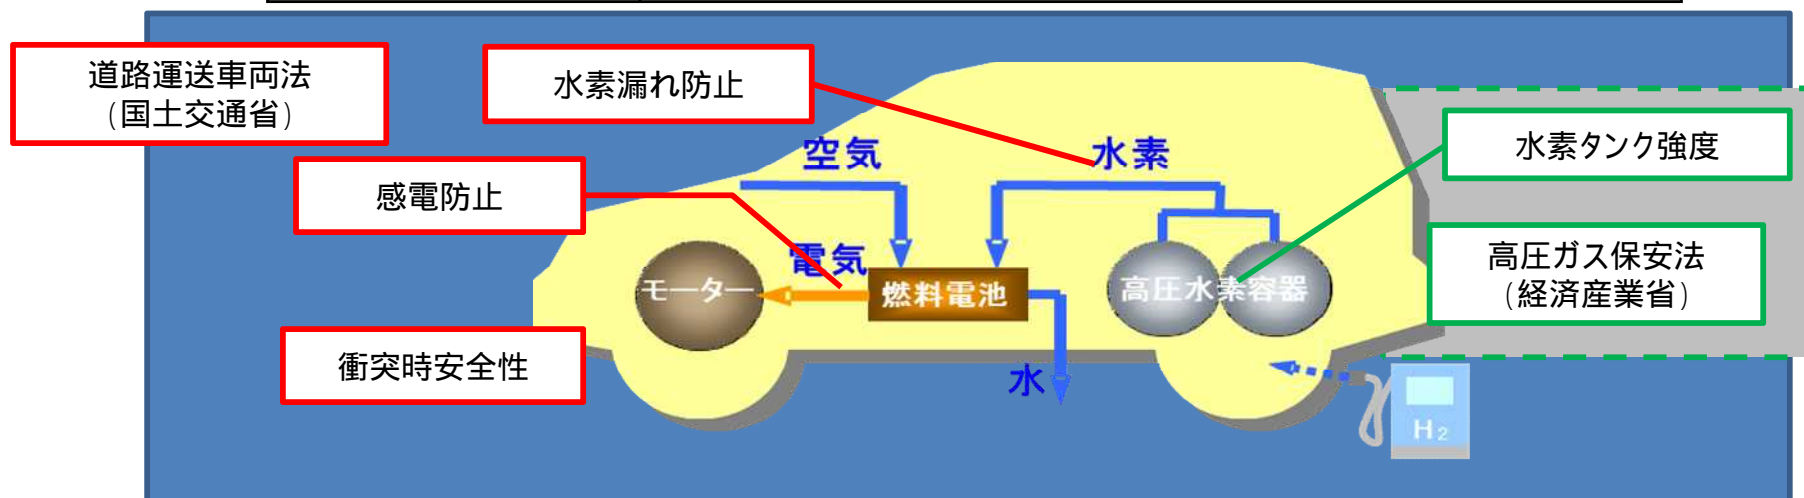 道路運送車両法
(国土交通省)
水素漏れ防止
空気
水素
水素タンク強度
感電防止
電気
モーター
燃料電池
高圧水素容器
高圧ガス保安法
(経済産業省)
衝突時安全性
水
H₂